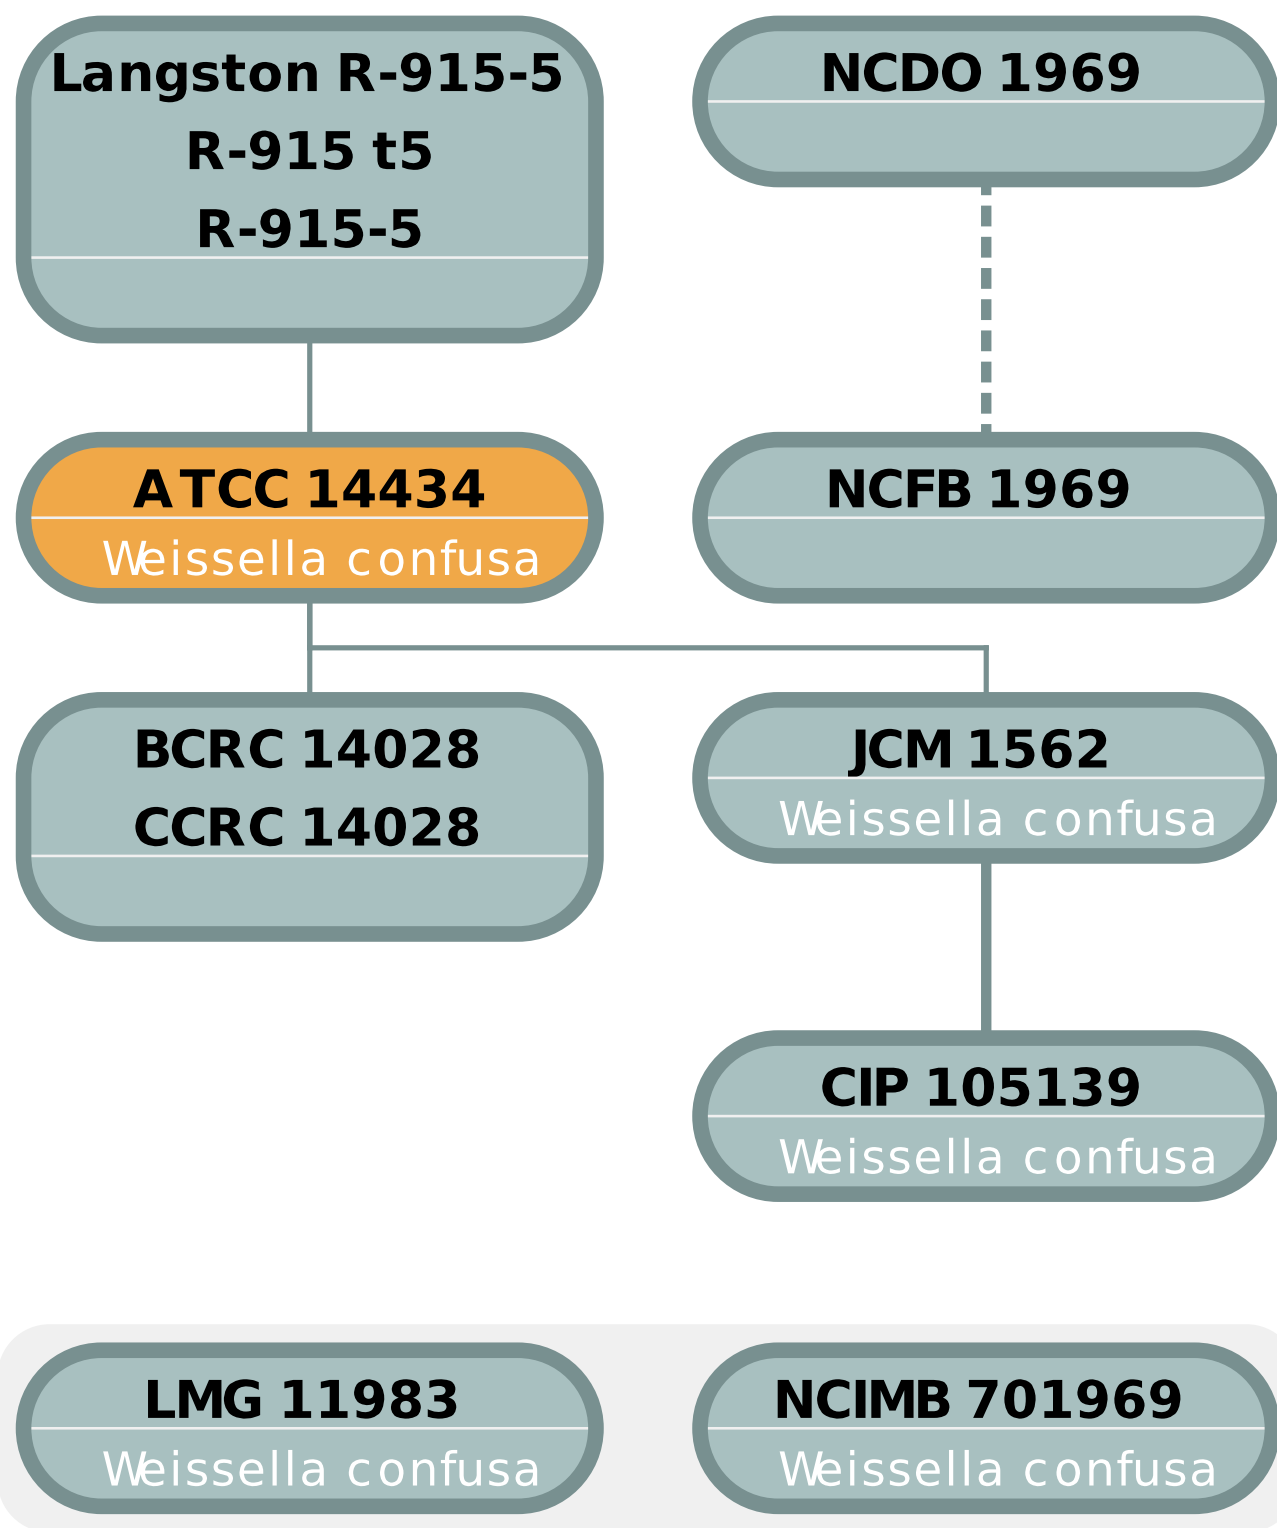 Langston R-915-5
R-915 t5
R-915-5
NCDO 1969
ATCC 14434
Weissella confusa
NCFB 1969
BCRC 14028
CCRC 14028
JCM 1562
Weissella confusa
CIP 105139
Weissella confusa
LMG 11983
Weissella confusa
NCIMB 701969
Weissella confusa